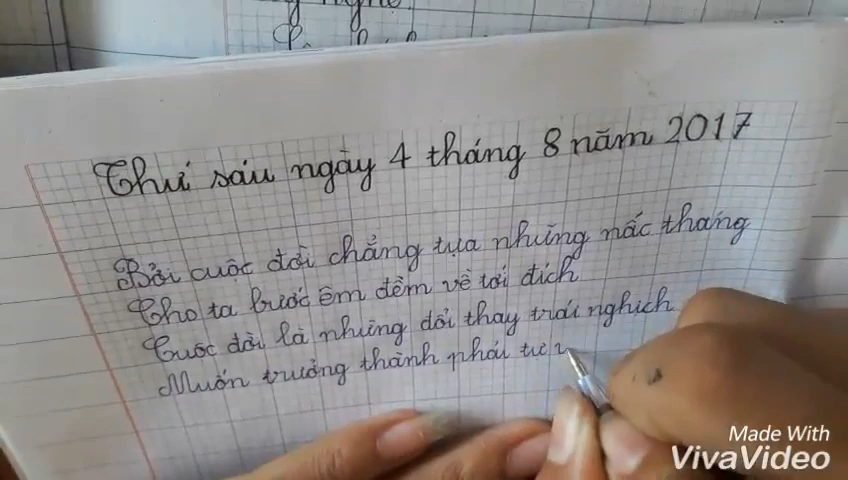 Thứ sáu ngày 4 tháng 8 năm 2017
Bởi cuộc đời chẳng tựa những nấc thang
Cho ta bước êm đềm về tới đích
Cuộc đời là những đổi thay trái nghịch
Muốn trưởng thành phải tự v
Made With
VivaVideo